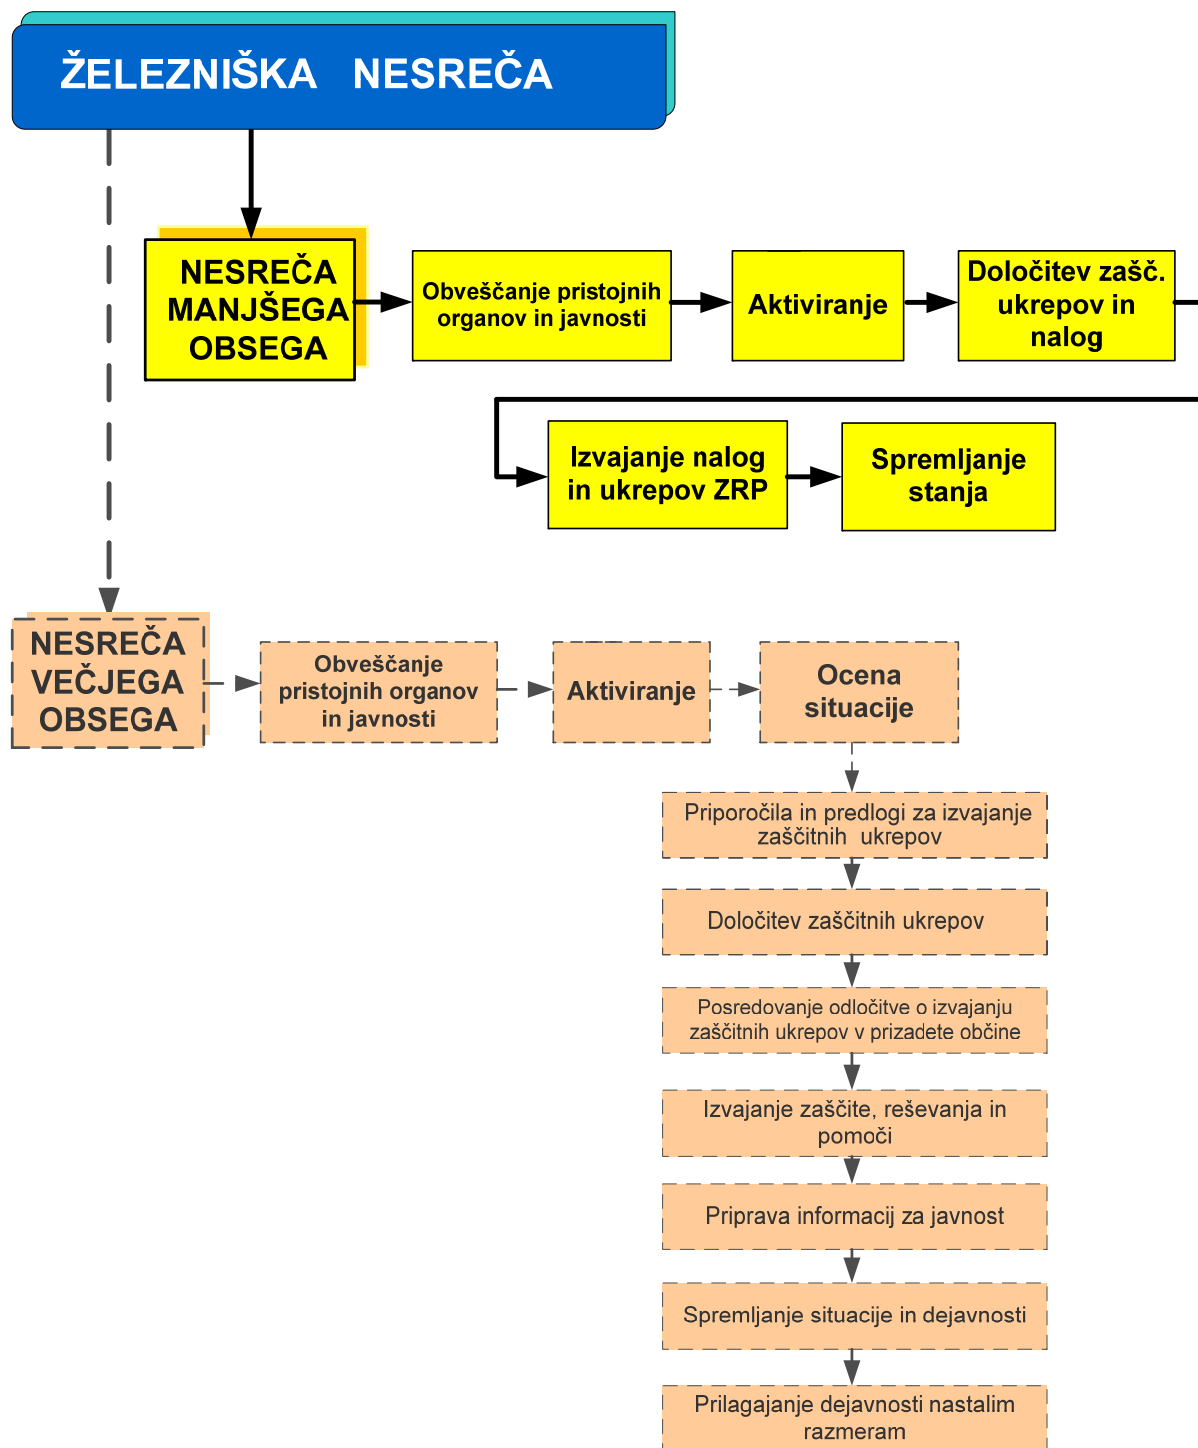 ŽELEZNIŠKA NESREČA
NESREČA
MANJŠEGA
OBSEGA
Obveščanje pristojnih
organov in javnosti
Aktiviranje
Določitev zašč.
ukrepov in
nalog
Izvajanje nalog
in ukrepov ZRP
Spremljanje
stanja
NESREČA
VEČJEGA
OBSEGA
Obveščanje
pristojnih organov
in javnosti
Aktiviranje
Ocena
situacije
Priporočila in predlogi za izvajanje
zaščitnih ukrepov
Določitev zaščitnih ukrepov
Posredovanje odločitve o izvajanju
zaščitnih ukrepov v prizadete občine
Izvajanje zaščite, reševanja in
pomoči
Priprava informacij za javnost
Spremljanje situacije in dejavnosti
Prilagajanje dejavnosti nastalim
razmeram